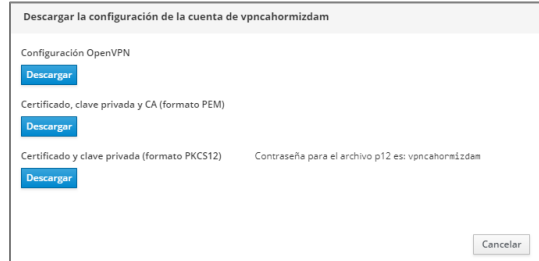 Descargar la configuración de la cuenta de vpncahormizdam
Configuración OpenVPN
Descargar
Certificado, clave privada y CA (formato PEM)
Descargar
Certificado y clave privada (formato PKCS12) Contraseña para el archivo p12 es: vpncahormizdam
Descargar
Cancelar